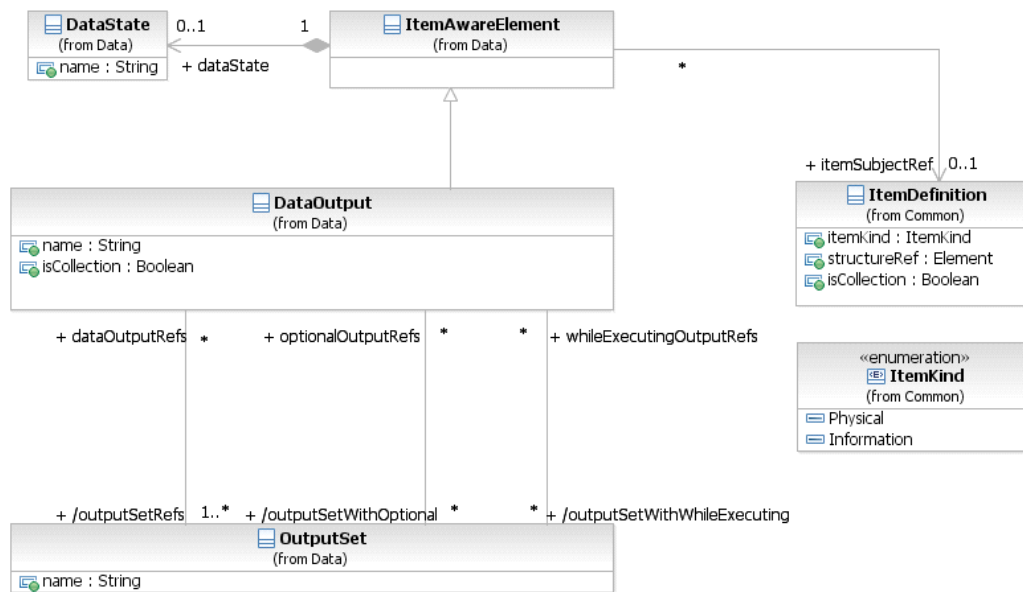 DataState
(from Data)
name : String
0..1
+ dataState
1
ItemAwareElement
(from Data)
*
+ itemSubjectRef
0..1
ItemDefinition
(from Common)
itemKind : ItemKind
structureRef : Element
isCollection : Boolean
DataOutput
(from Data)
name : String
isCollection : Boolean
+ dataOutputRefs
*
+ optionalOutputRefs
*
*
+ whileExecutingOutputRefs
«enumeration»
<E> ItemKind
(from Common)
Physical
Information
+ /outputSetRefs
1..*
+ /outputSetWithOptional
*
*
+ /outputSetWithWhileExecuting
OutputSet
(from Data)
name : String